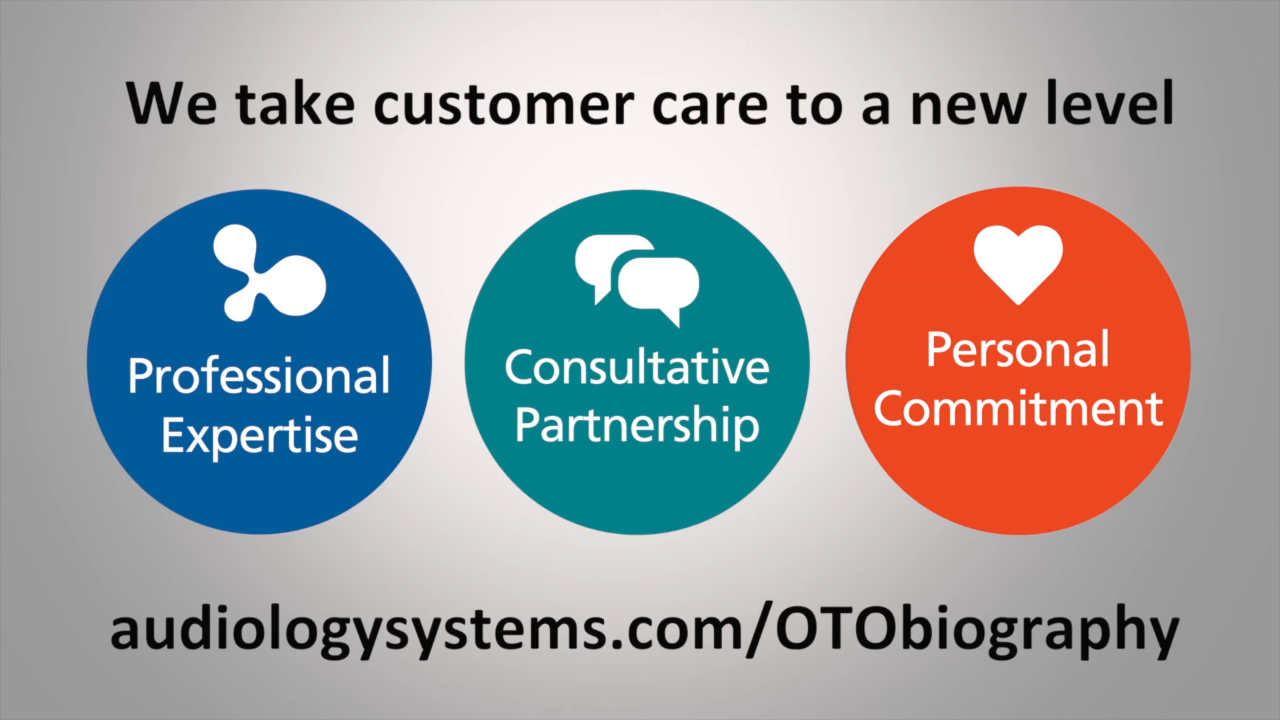 We take customer care to a new level
Professional
Expertise
Consultative
Partnership
Personal
Commitment
audiologysystems.com/OTObiography